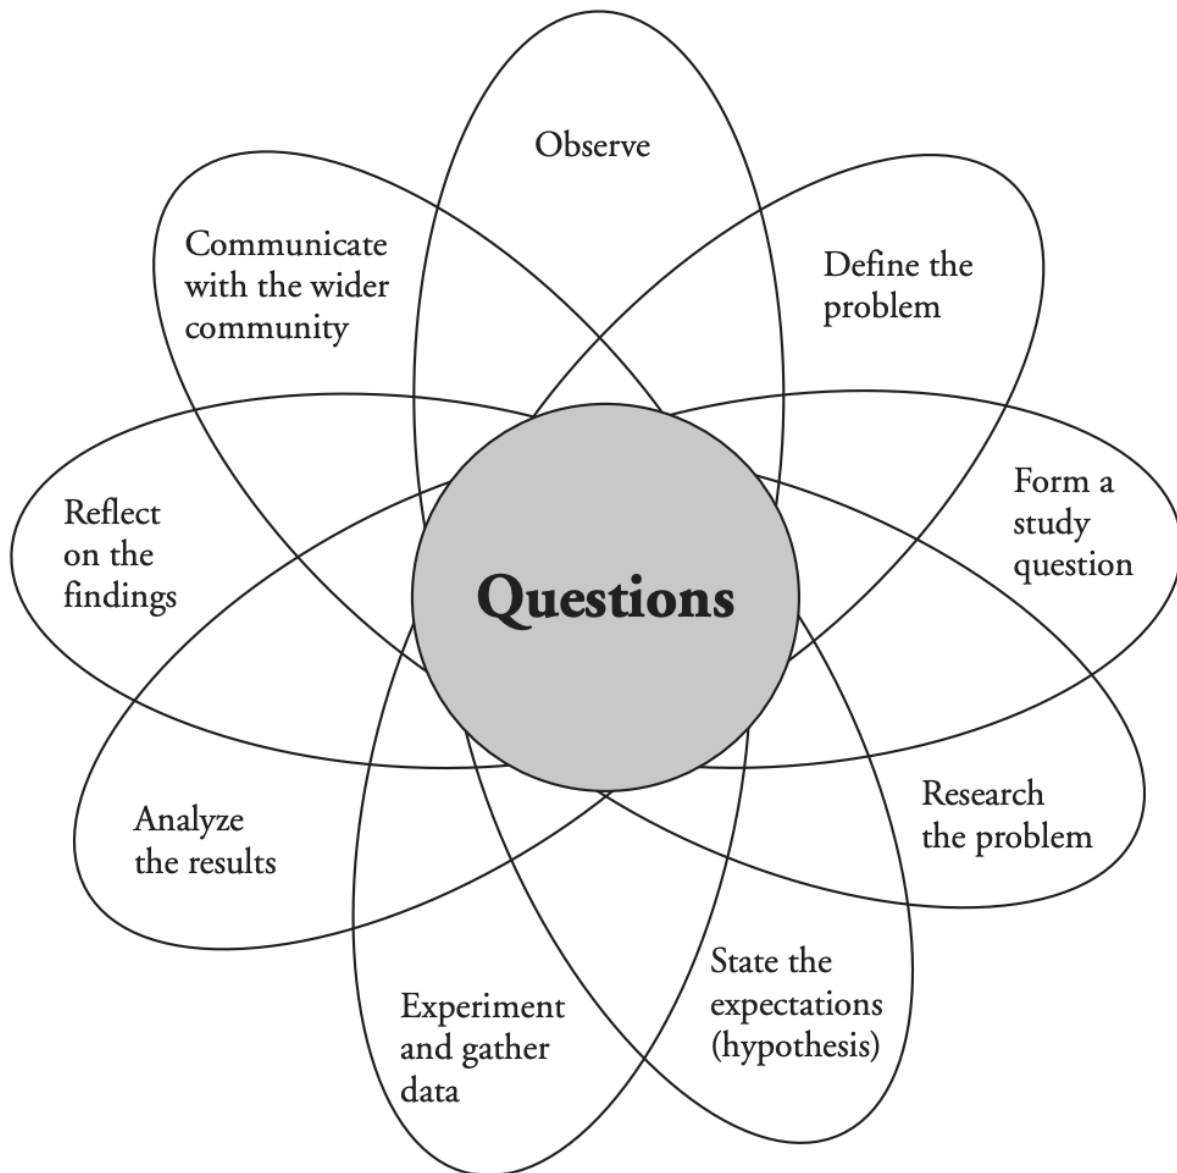 Observe
Define the
problem
Form a
study
question
Research
the problem
State the
expectations
(hypothesis)
Experiment
and gather
data
Analyze
the results
Reflect
on the
findings
Communicate
with the wider
community
Questions